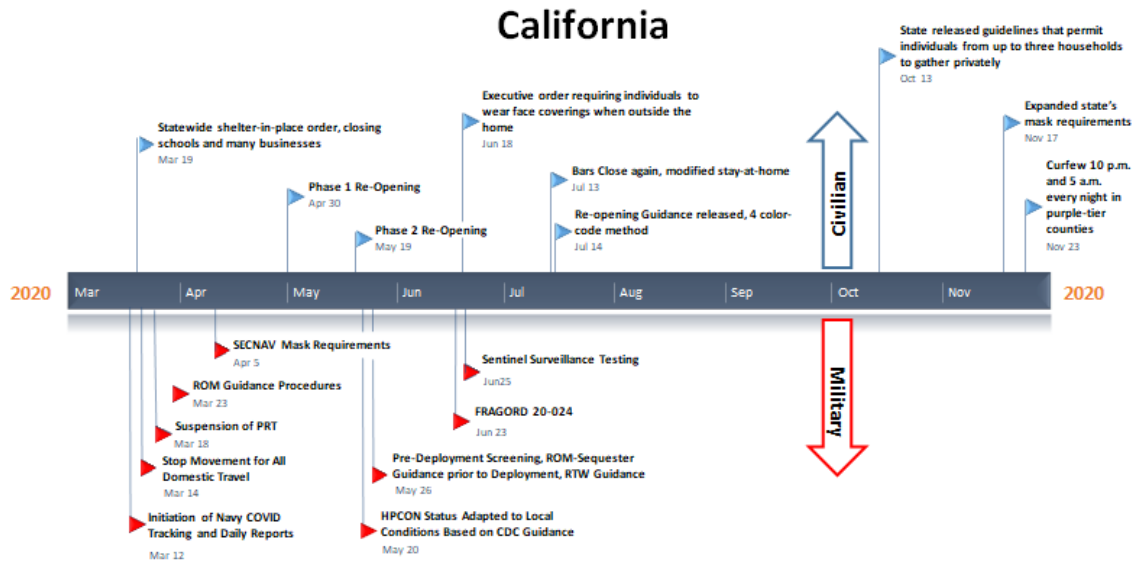 California
State released guidelines that permit
individuals from up to three households
to gather privately
Oct 13
Executive order requiring individuals to
wear face coverings when outside the
home
Jun 18
Expanded state's
mask requirements
Nov 17
Statewide shelter-in-place order, closing
schools and many businesses
Mar 19
Bars Close again, modified stay-at-home
Jul 13
Curfew 10 p.m.
and 5 a.m.
every night in
purple-tier
counties
Nov 23
Phase 1 Re-Opening
Apr 30
Re-opening Guidance released, 4 color-
code method
Jul 14
Phase 2 Re-Opening
May 19
Civilian
2020
Mar
Apr
May
Jun
Jul
Aug
Sep
Oct
Nov
2020
Military
SECNAV Mask Requirements
Apr 5
Sentinel Surveillance Testing
Jun25
ROM Guidance Procedures
Mar 23
FRAGORD 20-024
Jun 23
Suspension of PRT
Mar 18
Stop Movement for All
Domestic Travel
Mar 14
Pre-Deployment Screening, ROM-Sequester
Guidance prior to Deployment, RTW Guidance
May 26
Initiation of Navy COVID
Tracking and Daily Reports
Mar 12
HPCON Status Adapted to Local
Conditions Based on CDC Guidance
May 20